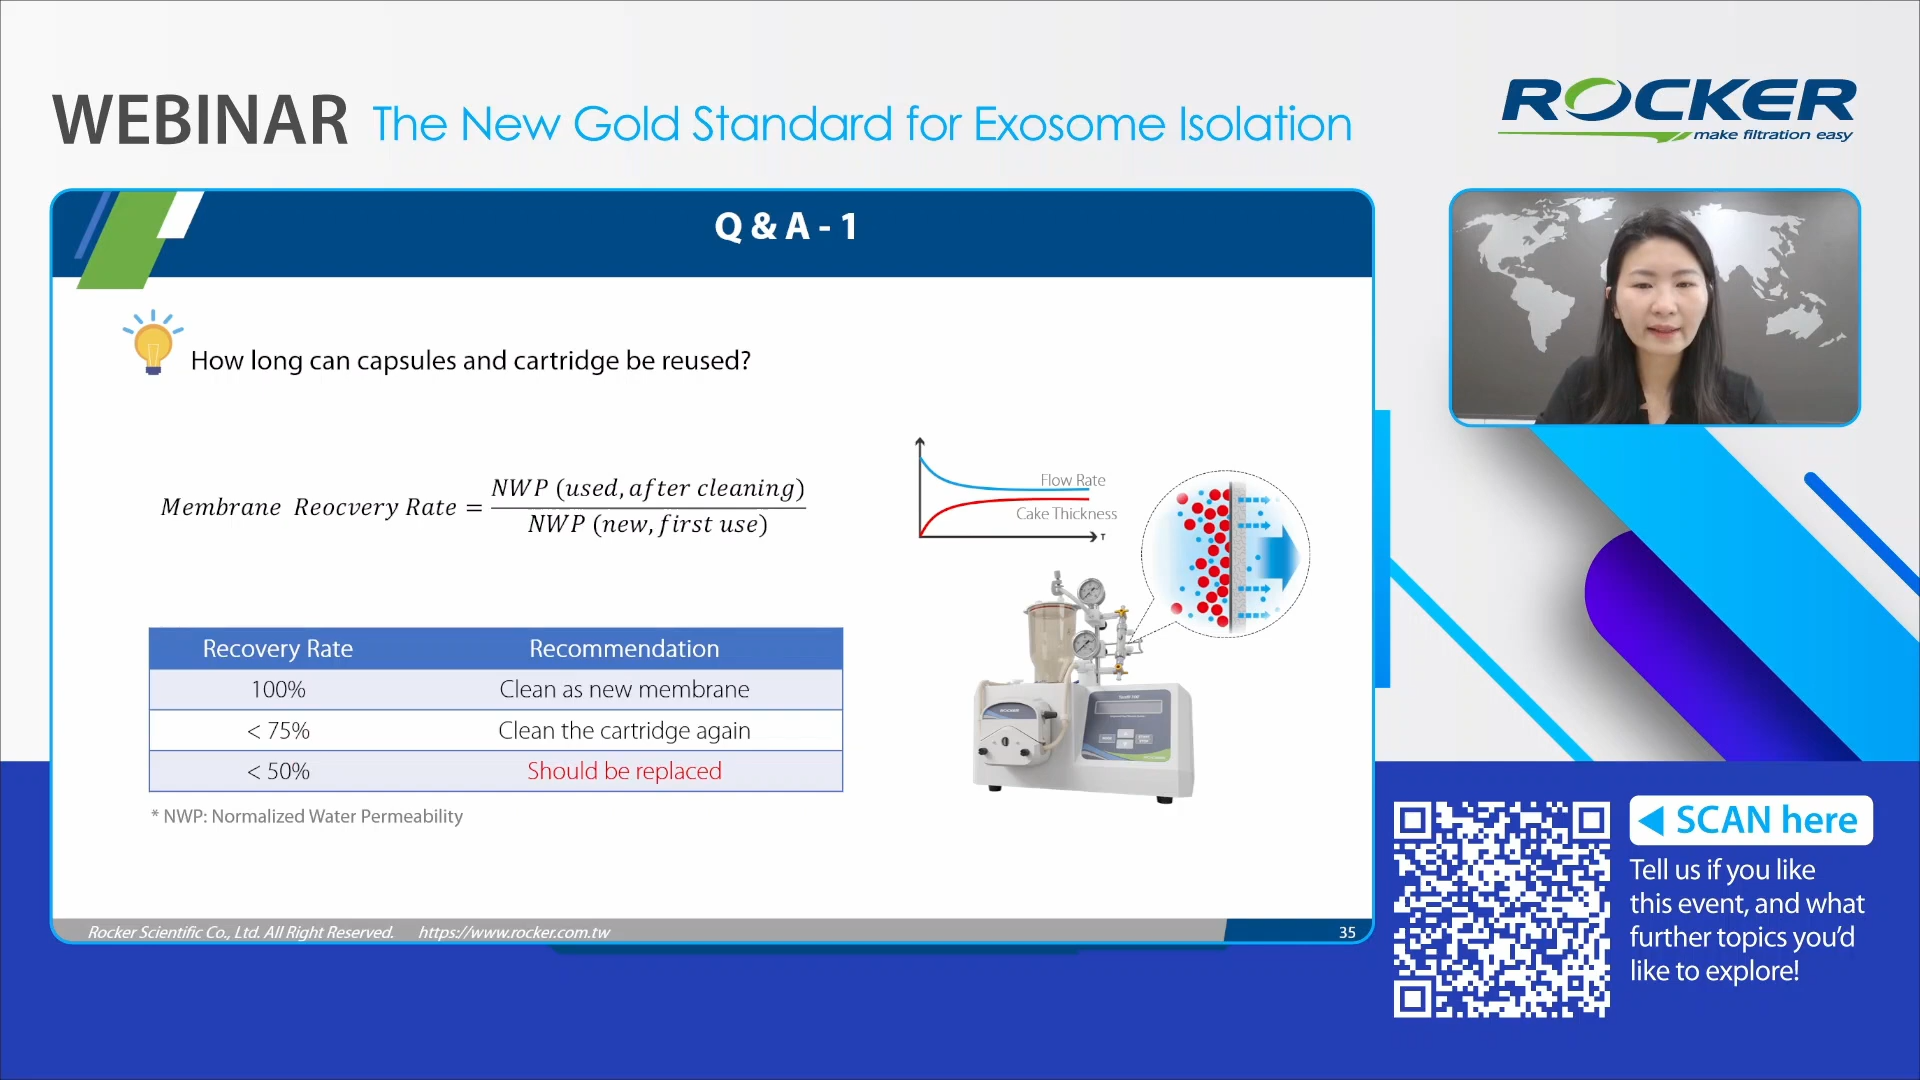 WEBINAR The New Gold Standard for Exosome Isolation
ROCKER
make filtration easy
Q & A - 1
How long can capsules and cartridge be reused?
Membrane Reocvery Rate = NWP (used, after cleaning)
NWP (new, first use)
Flow Rate
Cake Thickness
T
Recovery Rate Recommendation
100% Clean as new membrane
< 75% Clean the cartridge again
< 50% Should be replaced
* NWP: Normalized Water Permeability
ROCKER
Rocker Scientific Co., Ltd. All Right Reserved. https://www.rocker.com.tw
35
SCAN here
Tell us if you like
this event, and what
further topics you'd
like to explore!